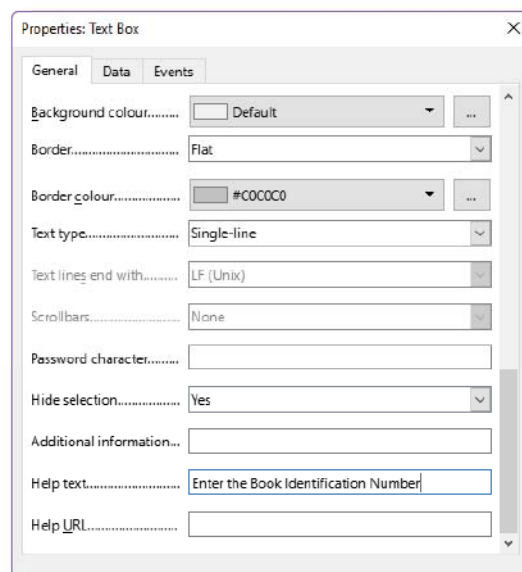 Properties: Text Box
General Data Events
Background colour......... Default ...
Border................................ Flat
Border colour................... #C0C0C0 ...
Text type........................... Single-line
Text lines end with.......... LF (Unix)
Scrollbars.......................... None
Password character.........
Hide selection.................. Yes
Additional information...
Help text........................... Enter the Book Identification Number
Help URL..........................